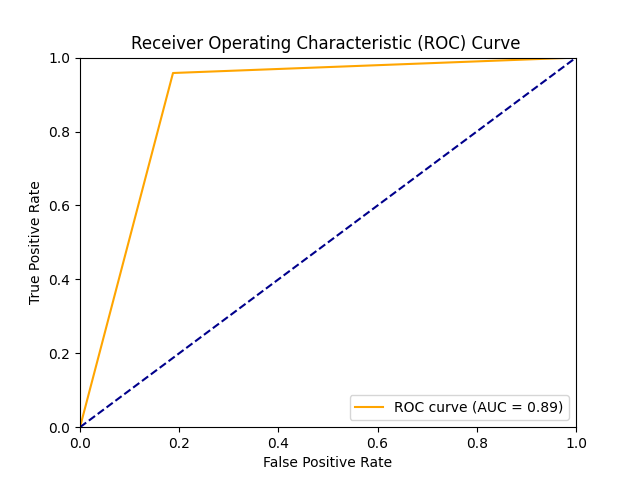 Receiver Operating Characteristic (ROC) Curve
True Positive Rate
1.0
0.8
0.6
0.4
0.2
0.0
ROC curve (AUC = 0.89)
0.0 0.2 0.4 0.6 0.8 1.0
False Positive Rate